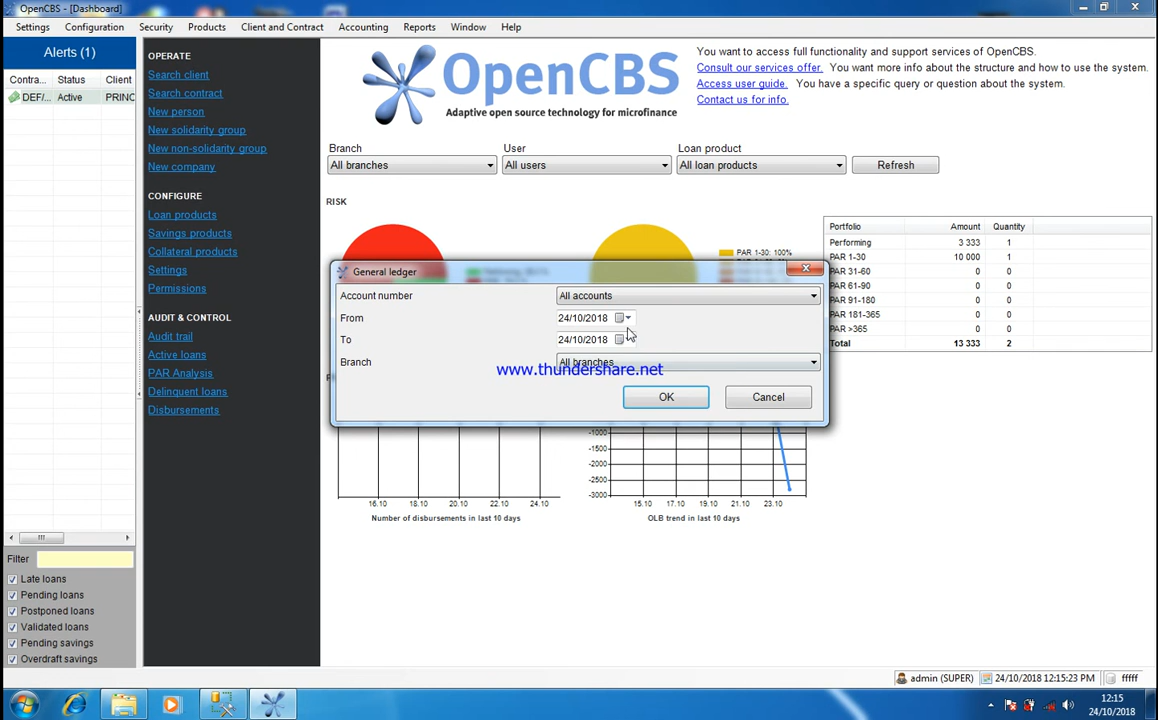 OpenCBS - [Dashboard]
Settings Configuration Security Products Client and Contract Accounting Reports Window Help
Alerts (1)
Contra... Status Client
DEF/... Active PRINC
Filter
Late loans
Pending loans
Postponed loans
Validated loans
Pending savings
Overdraft savings
OPERATE
Search client
Search contract
New person
New solidarity group
New non-solidarity group
New company
CONFIGURE
Loan products
Savings products
Collateral products
Settings
Permissions
AUDIT & CONTROL
Audit trail
Active loans
PAR Analysis
Delinquent loans
Disbursements
OpenCBS
Adaptive open source technology for microfinance
You want to access full functionality and support services of OpenCBS.
Consult our services offer. You want more info about the structure and how to use the system.
Access user guide. You have a specific query or question about the system.
Contact us for info.
Branch User Loan product
All branches All users All loan products Refresh
RISK
PAR 1-30: 100%
Portfolio Amount Quantity
Performing 3 333 1
PAR 1-30 10 000 1
PAR 31-60 0 0
PAR 61-90 0 0
PAR 91-180 0 0
PAR 181-365 0 0
PAR >365 0 0
Total 13 333 2
General ledger
Account number All accounts
From 24/10/2018
To 24/10/2018
Branch All branches
www.thundershare.net
OK Cancel
-1000
-1500
-2000
-2500
-3000
16.10 18.10 20.10 22.10 24.10
15.10 17.10 19.10 21.10 23.10
Number of disbursements in last 10 days
OLB trend in last 10 days
admin (SUPER) 24/10/2018 12:15:23 PM fffff
12:15
24/10/2018